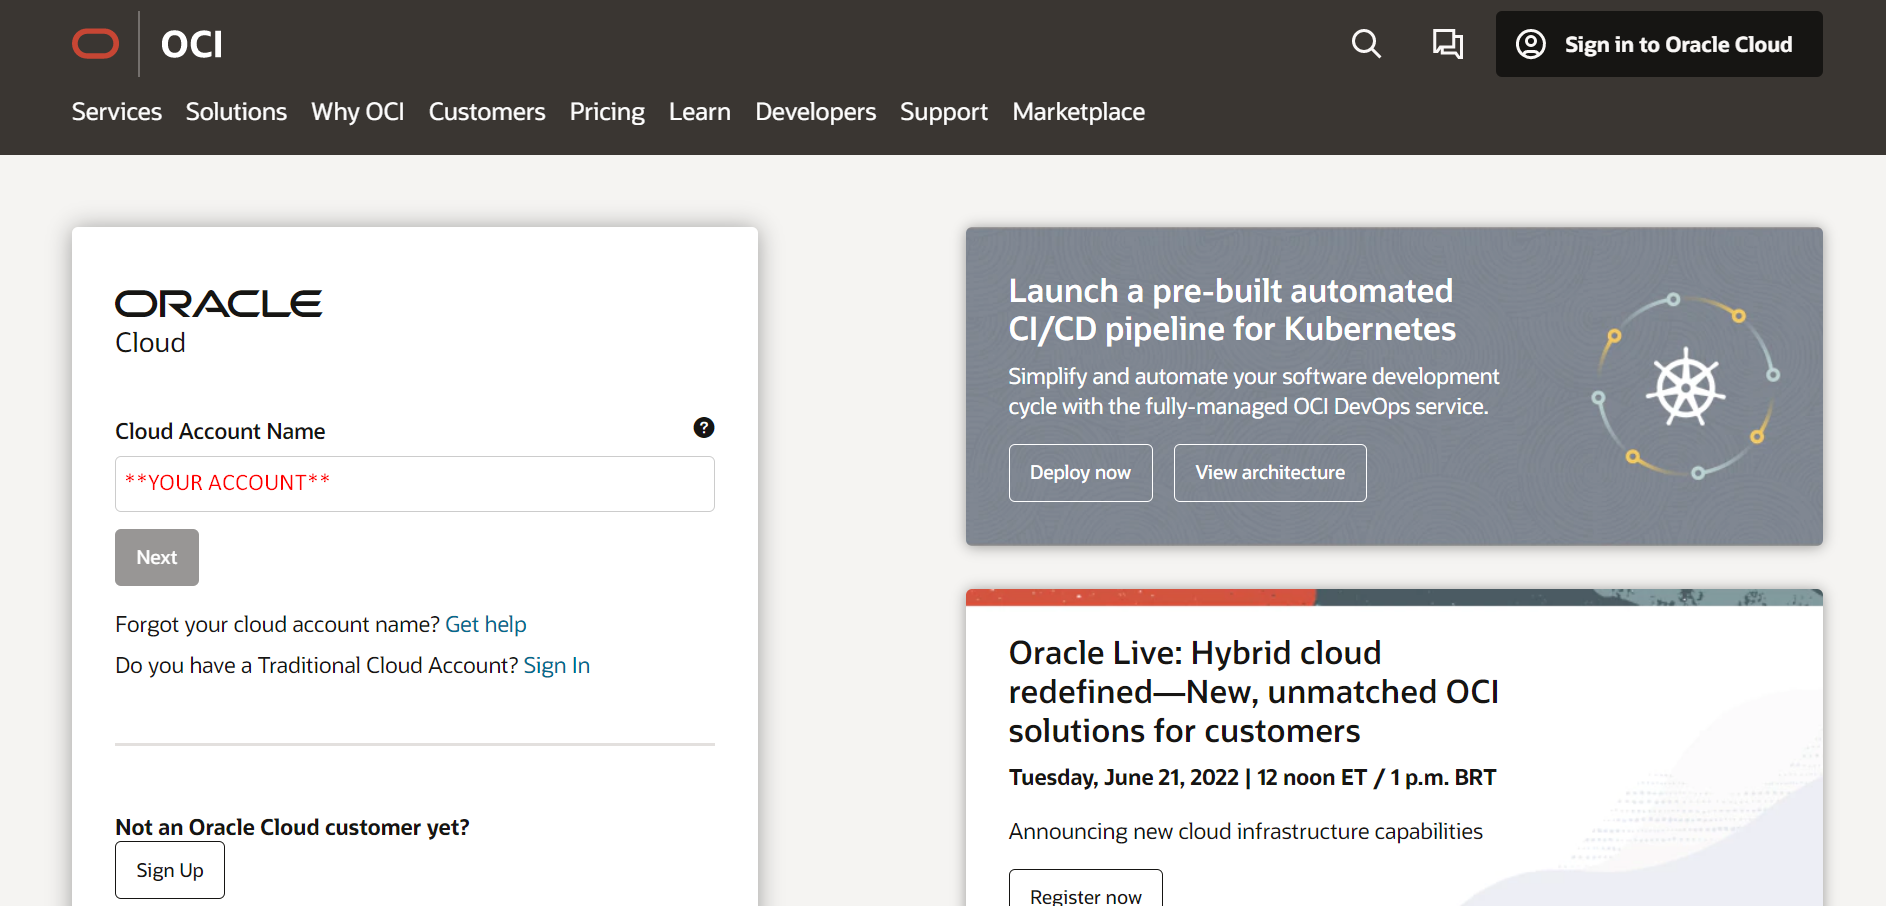 OCI
Sign in to Oracle Cloud
Services Solutions Why OCI Customers Pricing Learn Developers Support Marketplace
ORACLE
Cloud
Cloud Account Name
?
**YOUR ACCOUNT**
Next
Forgot your cloud account name? Get help
Do you have a Traditional Cloud Account? Sign In
Not an Oracle Cloud customer yet?
Sign Up
Launch a pre-built automated
CI/CD pipeline for Kubernetes
Simplify and automate your software development
cycle with the fully-managed OCI DevOps service.
Deploy now View architecture
Oracle Live: Hybrid cloud
redefined—New, unmatched OCI
solutions for customers
Tuesday, June 21, 2022 | 12 noon ET / 1 p.m. BRT
Announcing new cloud infrastructure capabilities
Register now